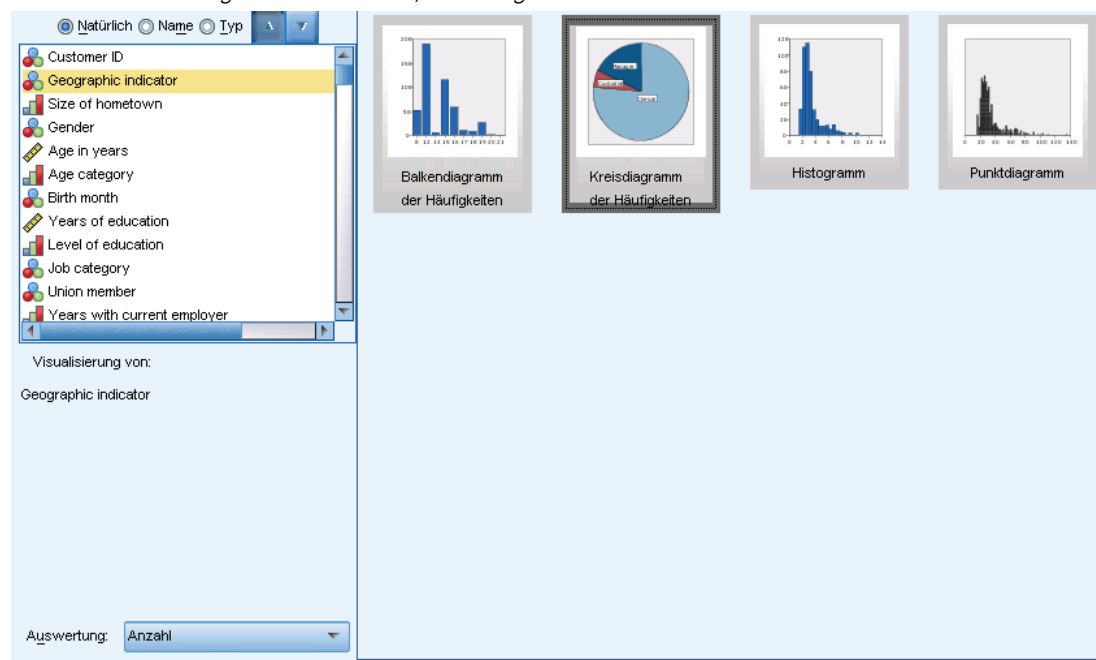 Natürlich Name Typ
Customer ID
Geographic indicator
Size of hometown
Gender
Age in years
Age category
Birth month
Years of education
Level of education
Job category
Union member
Years with current employer
Visualisierung von:
Geographic indicator
Auswertung: Anzahl
Balkendiagramm
der Häufigkeiten
Kreisdiagramm
der Häufigkeiten
Histogramm
Punktdiagramm